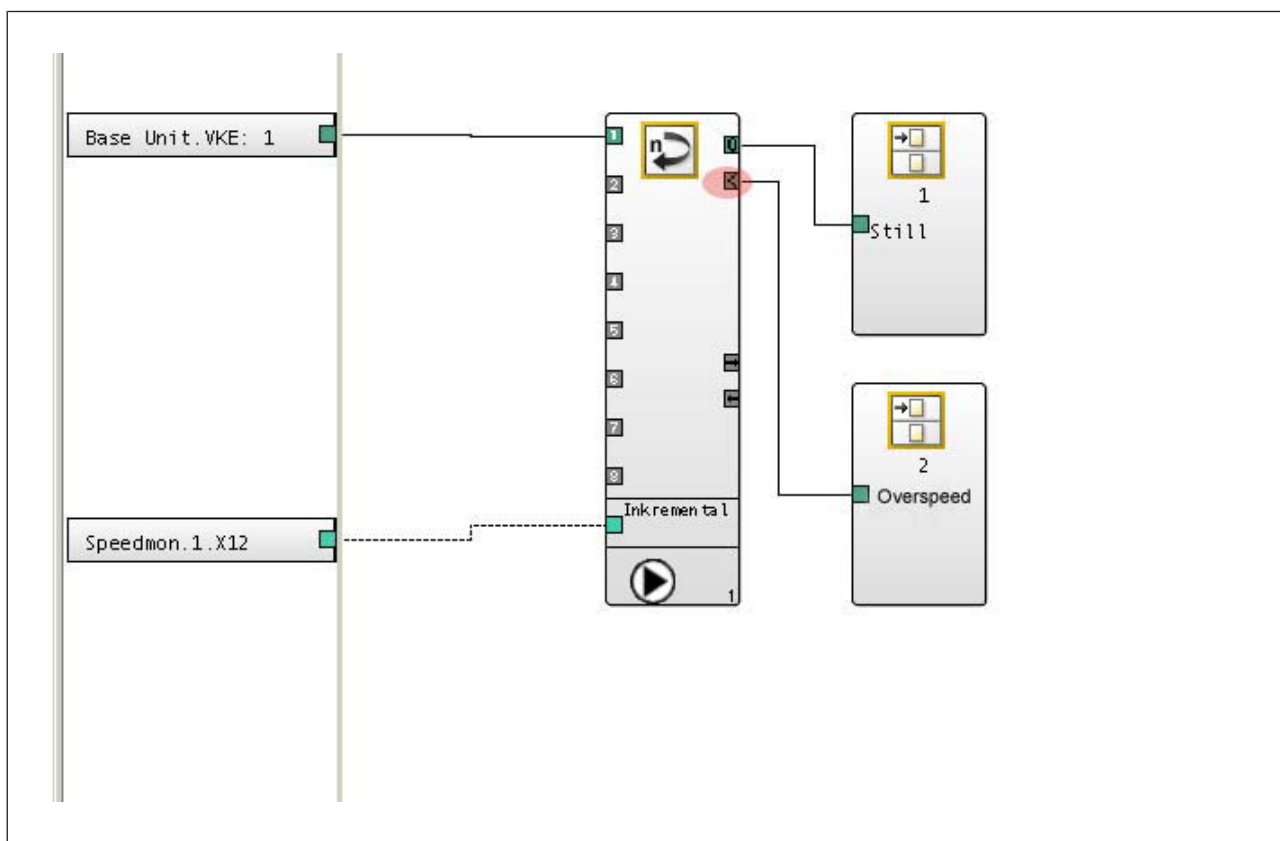 Base Unit.VKE: 1
Speedmon.1.X12
1
2
3
4
5
6
7
8
n
0
<
→
←
Inkremental
1
1
Still
2
Overspeed